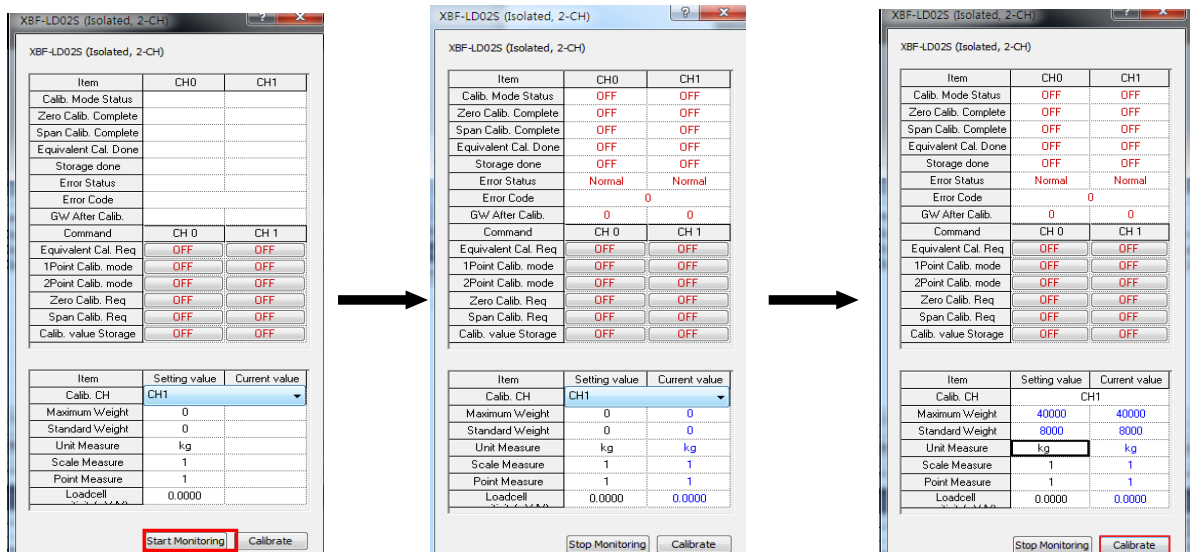 XBF-LD02S (Isolated, 2-CH)
XBF-LD02S (Isolated, 2-CH)
Item CH0 CH1
Calib. Mode Status
Zero Calib. Complete
Span Calib. Complete
Equivalent Cal. Done
Storage done
Error Status
Error Code
GW After Calib.
Command CH 0 CH 1
Equivalent Cal. Req OFF OFF
1Point Calib. mode OFF OFF
2Point Calib. mode OFF OFF
Zero Calib. Req OFF OFF
Span Calib. Req OFF OFF
Calib. value Storage OFF OFF
Item Setting value Current value
Calib. CH CH1
Maximum Weight 0
Standard Weight 0
Unit Measure kg
Scale Measure 1
Point Measure 1
Loadcell 0.0000
Start Monitoring Calibrate
XBF-LD02S (Isolated, 2-CH)
XBF-LD02S (Isolated, 2-CH)
Item CH0 CH1
Calib. Mode Status OFF OFF
Zero Calib. Complete OFF OFF
Span Calib. Complete OFF OFF
Equivalent Cal. Done OFF OFF
Storage done OFF OFF
Error Status Normal Normal
Error Code 0
GW After Calib. 0 0
Command CH 0 CH 1
Equivalent Cal. Req OFF OFF
1Point Calib. mode OFF OFF
2Point Calib. mode OFF OFF
Zero Calib. Req OFF OFF
Span Calib. Req OFF OFF
Calib. value Storage OFF OFF
Item Setting value Current value
Calib. CH CH1
Maximum Weight 0 0
Standard Weight 0 0
Unit Measure kg kg
Scale Measure 1 1
Point Measure 1 1
Loadcell 0.0000 0.0000
Stop Monitoring Calibrate
XBF-LD02S (Isolated, 2-CH)
XBF-LD02S (Isolated, 2-CH)
Item CH0 CH1
Calib. Mode Status OFF OFF
Zero Calib. Complete OFF OFF
Span Calib. Complete OFF OFF
Equivalent Cal. Done OFF OFF
Storage done OFF OFF
Error Status Normal Normal
Error Code 0
GW After Calib. 0 0
Command CH 0 CH 1
Equivalent Cal. Req OFF OFF
1Point Calib. mode OFF OFF
2Point Calib. mode OFF OFF
Zero Calib. Req OFF OFF
Span Calib. Req OFF OFF
Calib. value Storage OFF OFF
Item Setting value Current value
Calib. CH CH1
Maximum Weight 40000 40000
Standard Weight 8000 8000
Unit Measure kg kg
Scale Measure 1 1
Point Measure 1 1
Loadcell 0.0000 0.0000
Stop Monitoring Calibrate